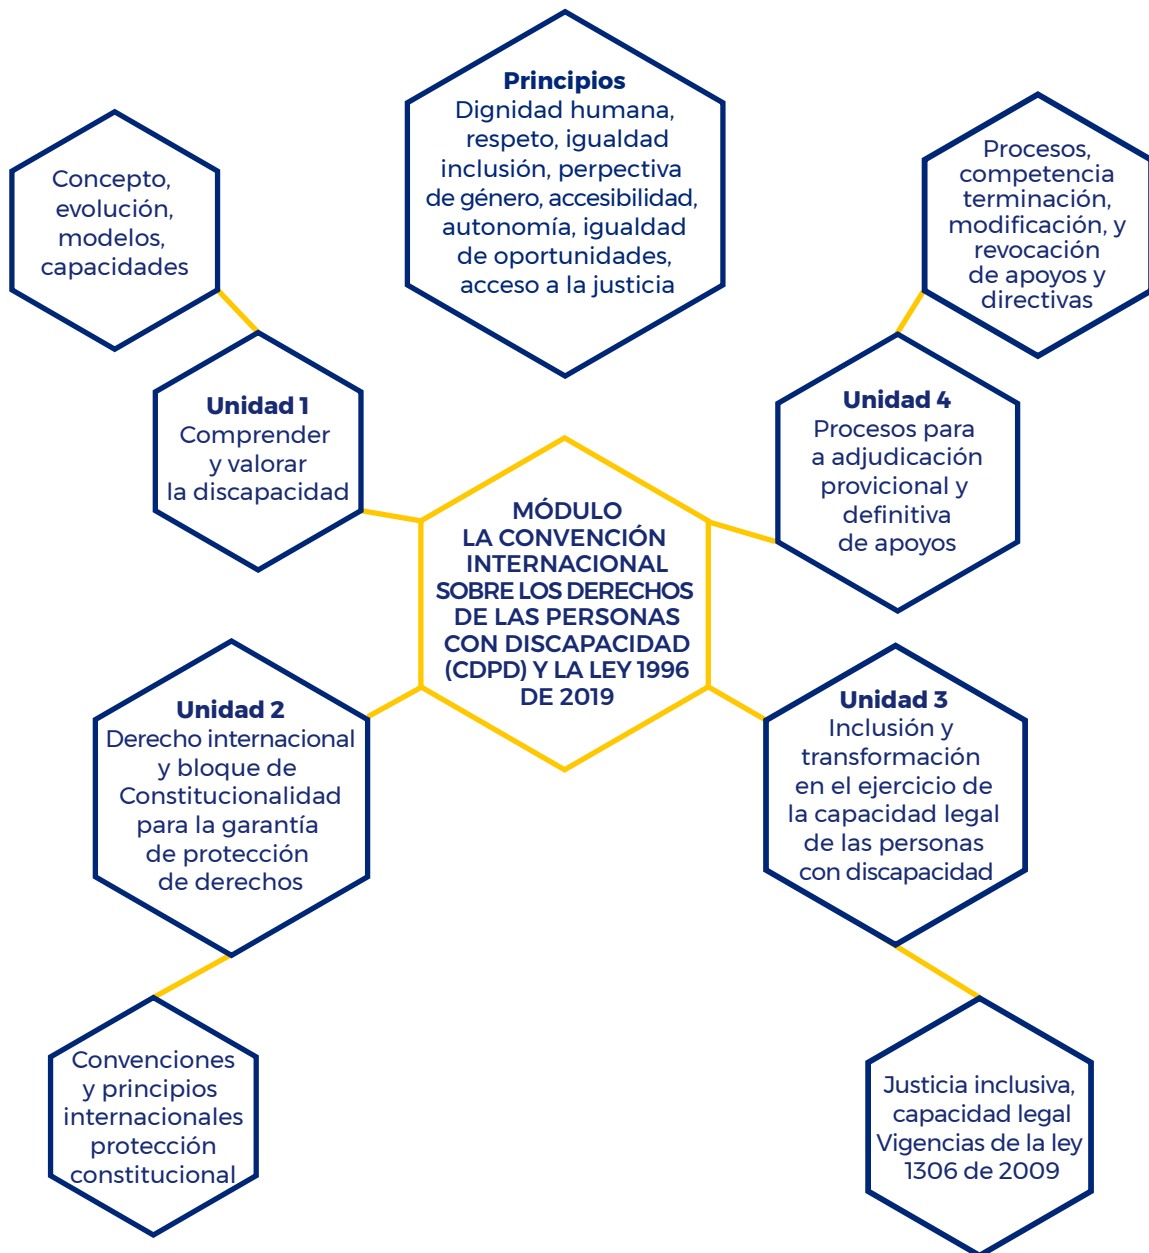 Principios
Dignidad humana,
respeto, igualdad
inclusión, perpectiva
de género, accesibilidad,
autonomía, igualdad
de oportunidades,
acceso a la justicia
Concepto,
evolución,
modelos,
capacidades
Procesos,
competencia
terminación,
modificación, y
revocación
de apoyos y
directivas
Unidad 1
Comprender
y valorar
la discapacidad
Unidad 4
Procesos para
a adjudicación
provicional y
definitiva
de apoyos
MÓDULO
LA CONVENCIÓN
INTERNACIONAL
SOBRE LOS DERECHOS
DE LAS PERSONAS
CON DISCAPACIDAD
(CDPD) Y LA LEY 1996
DE 2019
Unidad 2
Derecho internacional
y bloque de
Constitucionalidad
para la garantía
de protección
de derechos
Unidad 3
Inclusión y
transformación
en el ejercicio de
la capacidad legal
de las personas
con discapacidad
Convenciones
y principios
internacionales
protección
constitucional
Justicia inclusiva,
capacidad legal
Vigencias de la ley
1306 de 2009